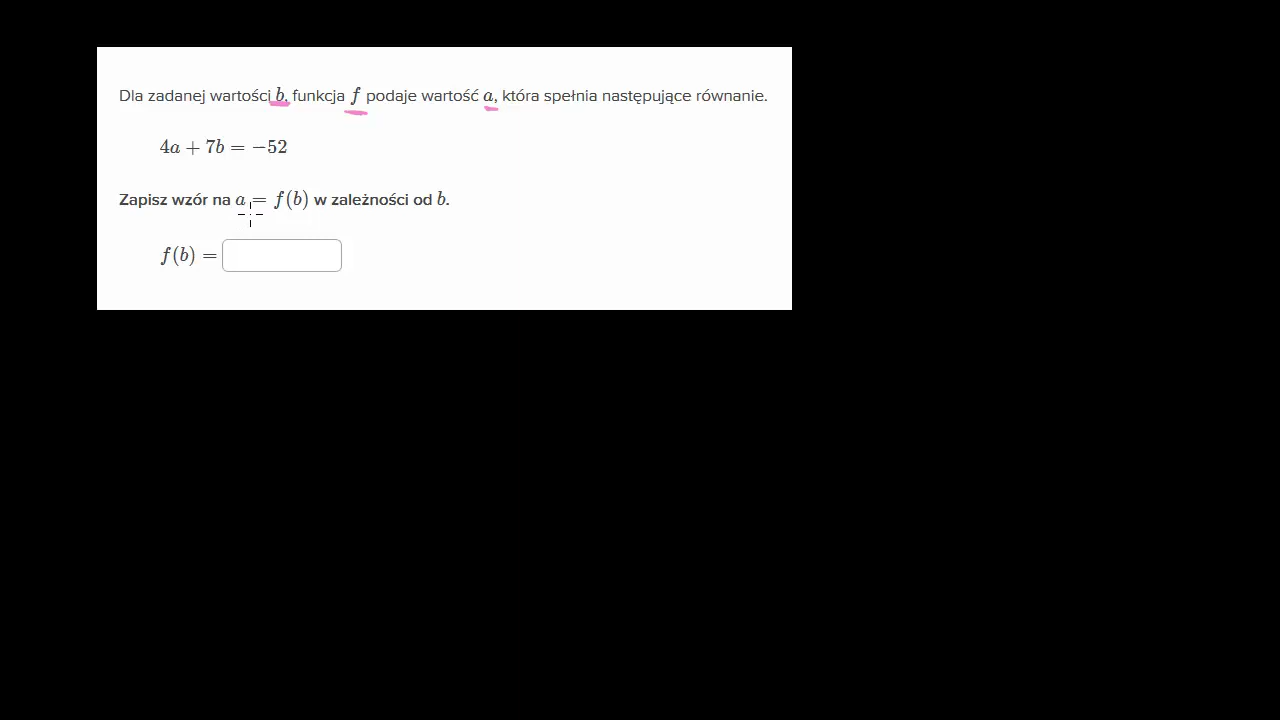 Dla zadanej wartości b, funkcja f podaje wartość a, która spełnia następujące równanie.
4a + 7b = −52
Zapisz wzór na a = f(b) w zależności od b.
f(b) =